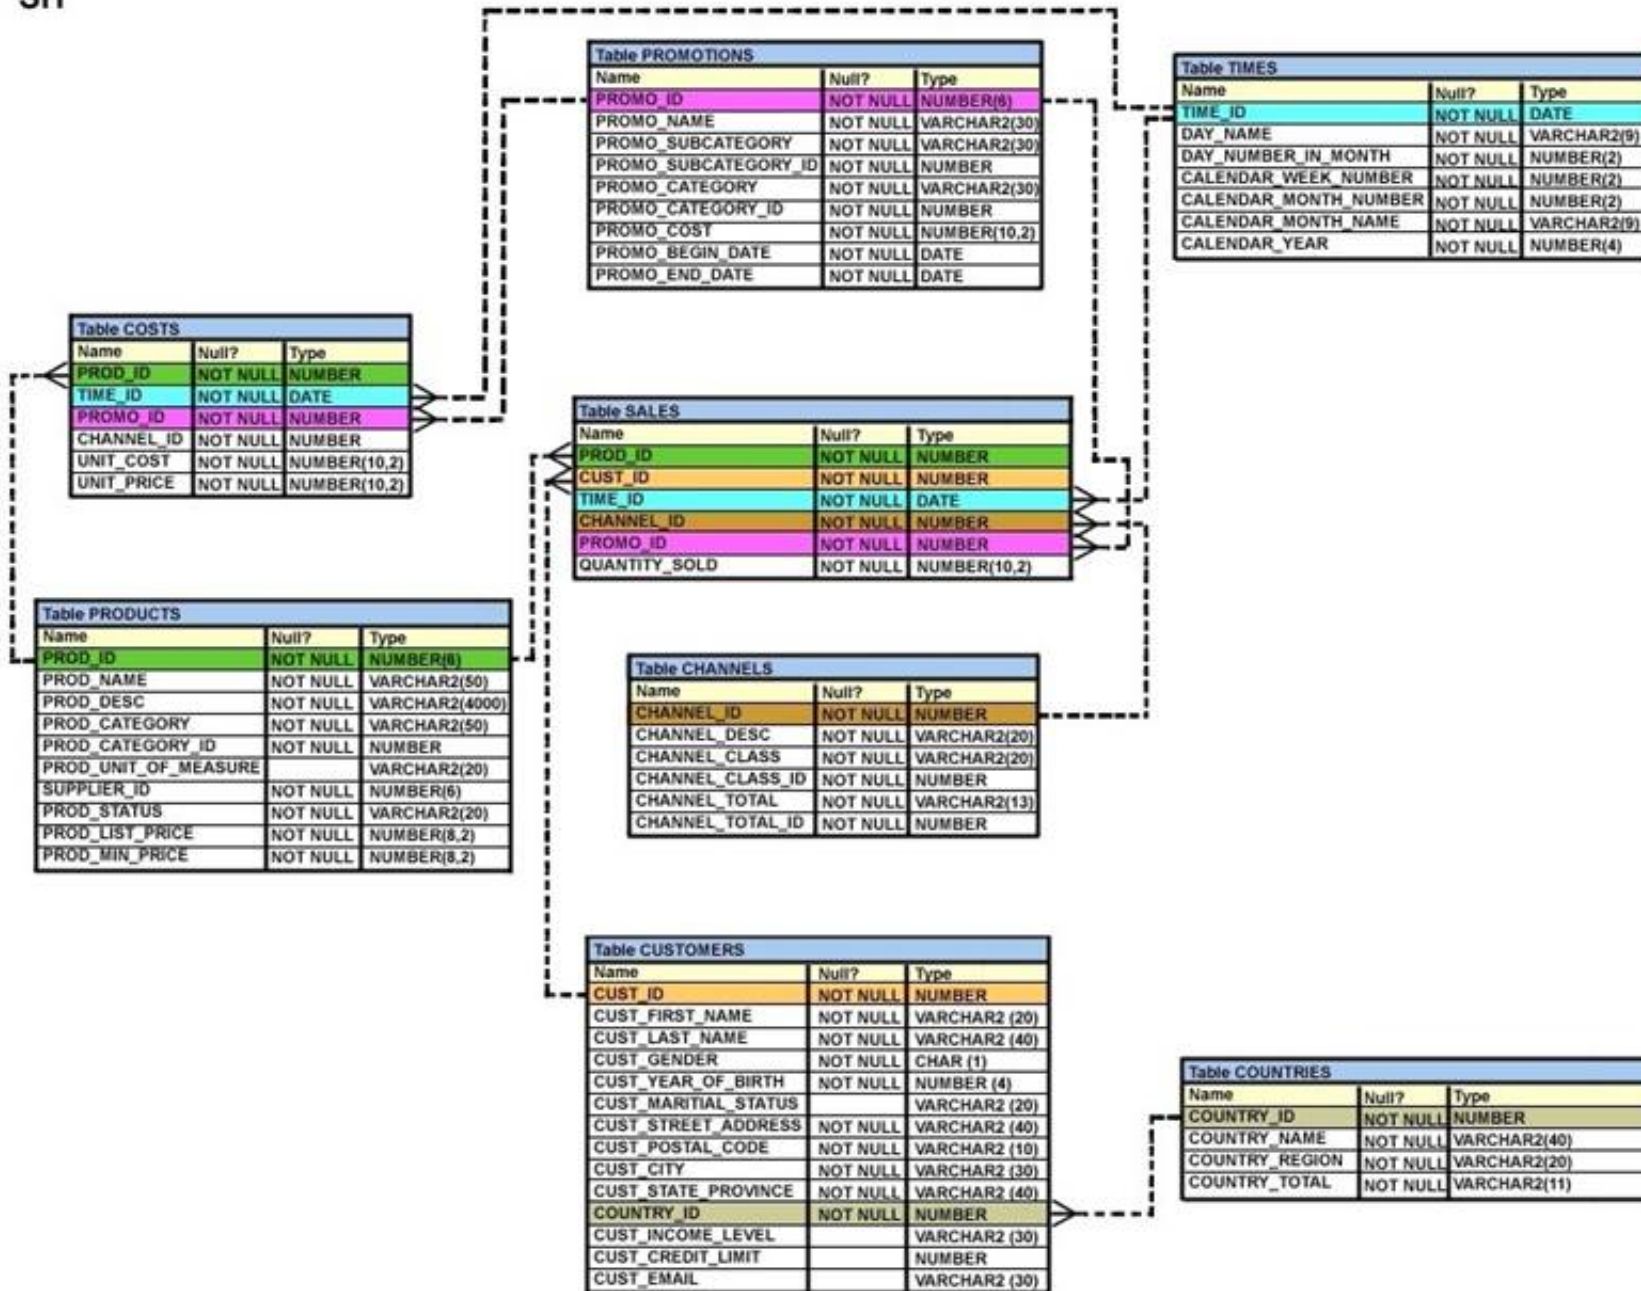 SH
Table PROMOTIONS
Name Null? Type
PROMO_ID NOT NULL NUMBER(6)
PROMO_NAME NOT NULL VARCHAR2(30)
PROMO_SUBCATEGORY NOT NULL VARCHAR2(30)
PROMO_SUBCATEGORY_ID NOT NULL NUMBER
PROMO_CATEGORY NOT NULL VARCHAR2(30)
PROMO_CATEGORY_ID NOT NULL NUMBER
PROMO_COST NOT NULL NUMBER(10,2)
PROMO_BEGIN_DATE NOT NULL DATE
PROMO_END_DATE NOT NULL DATE
Table TIMES
Name Null? Type
TIME_ID NOT NULL DATE
DAY_NAME NOT NULL VARCHAR2(9)
DAY_NUMBER_IN_MONTH NOT NULL NUMBER(2)
CALENDAR_WEEK_NUMBER NOT NULL NUMBER(2)
CALENDAR_MONTH_NUMBER NOT NULL NUMBER(2)
CALENDAR_MONTH_NAME NOT NULL VARCHAR2(9)
CALENDAR_YEAR NOT NULL NUMBER(4)
Table COSTS
Name Null? Type
PROD_ID NOT NULL NUMBER
TIME_ID NOT NULL DATE
PROMO_ID NOT NULL NUMBER
CHANNEL_ID NOT NULL NUMBER
UNIT_COST NOT NULL NUMBER(10,2)
UNIT_PRICE NOT NULL NUMBER(10,2)
Table SALES
Name Null? Type
PROD_ID NOT NULL NUMBER
CUST_ID NOT NULL NUMBER
TIME_ID NOT NULL DATE
CHANNEL_ID NOT NULL NUMBER
PROMO_ID NOT NULL NUMBER
QUANTITY_SOLD NOT NULL NUMBER(10,2)
Table PRODUCTS
Name Null? Type
PROD_ID NOT NULL NUMBER(6)
PROD_NAME NOT NULL VARCHAR2(50)
PROD_DESC NOT NULL VARCHAR2(4000)
PROD_CATEGORY NOT NULL VARCHAR2(50)
PROD_CATEGORY_ID NOT NULL NUMBER
PROD_UNIT_OF_MEASURE VARCHAR2(20)
SUPPLIER_ID NOT NULL NUMBER(6)
PROD_STATUS NOT NULL VARCHAR2(20)
PROD_LIST_PRICE NOT NULL NUMBER(8,2)
PROD_MIN_PRICE NOT NULL NUMBER(8,2)
Table CHANNELS
Name Null? Type
CHANNEL_ID NOT NULL NUMBER
CHANNEL_DESC NOT NULL VARCHAR2(20)
CHANNEL_CLASS NOT NULL VARCHAR2(20)
CHANNEL_CLASS_ID NOT NULL NUMBER
CHANNEL_TOTAL NOT NULL VARCHAR2(13)
CHANNEL_TOTAL_ID NOT NULL NUMBER
Table CUSTOMERS
Name Null? Type
CUST_ID NOT NULL NUMBER
CUST_FIRST_NAME NOT NULL VARCHAR2 (20)
CUST_LAST_NAME NOT NULL VARCHAR2 (40)
CUST_GENDER NOT NULL CHAR (1)
CUST_YEAR_OF_BIRTH NOT NULL NUMBER (4)
CUST_MARITIAL_STATUS VARCHAR2 (20)
CUST_STREET_ADDRESS NOT NULL VARCHAR2 (40)
CUST_POSTAL_CODE NOT NULL VARCHAR2 (10)
CUST_CITY NOT NULL VARCHAR2 (30)
CUST_STATE_PROVINCE NOT NULL VARCHAR2 (40)
COUNTRY_ID NOT NULL NUMBER
CUST_INCOME_LEVEL VARCHAR2 (30)
CUST_CREDIT_LIMIT NUMBER
CUST_EMAIL VARCHAR2 (30)
Table COUNTRIES
Name Null? Type
COUNTRY_ID NOT NULL NUMBER
COUNTRY_NAME NOT NULL VARCHAR2(40)
COUNTRY_REGION NOT NULL VARCHAR2(20)
COUNTRY_TOTAL NOT NULL VARCHAR2(11)